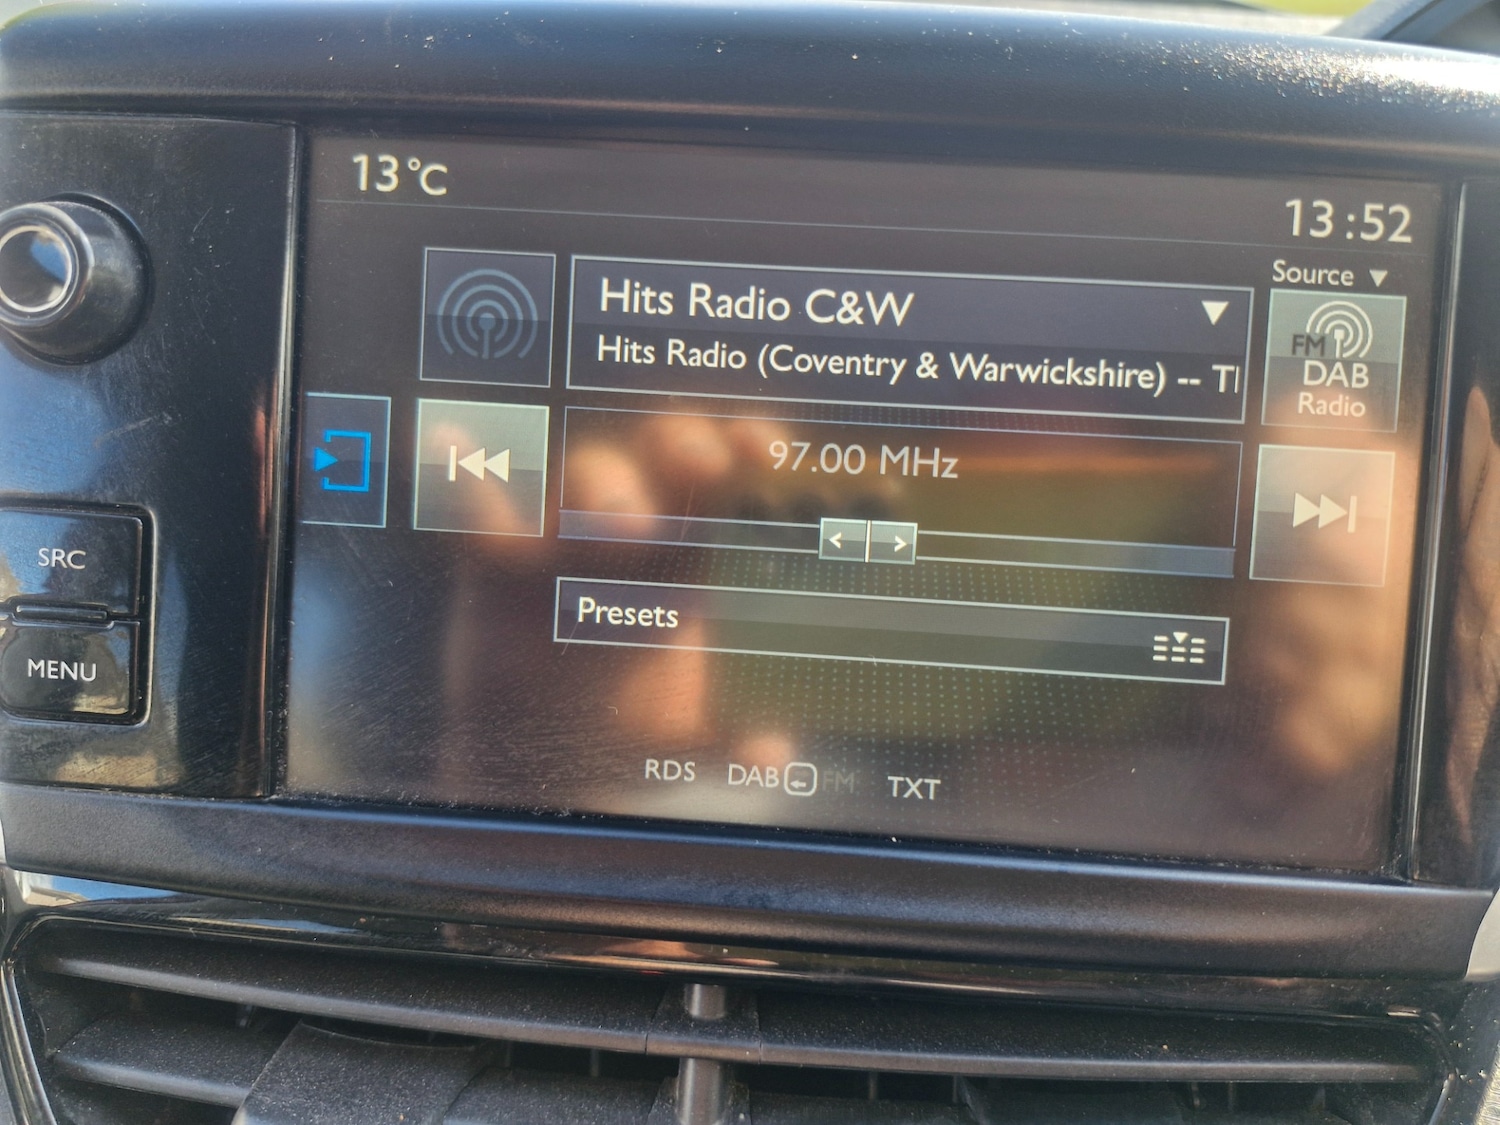 13°C
13:52
Source
Hits Radio C&W
Hits Radio (Coventry & Warwickshire) -- T
FM
DAB
Radio
97.00 MHz
SRC
Presets
MENU
RDS DAB FM TXT